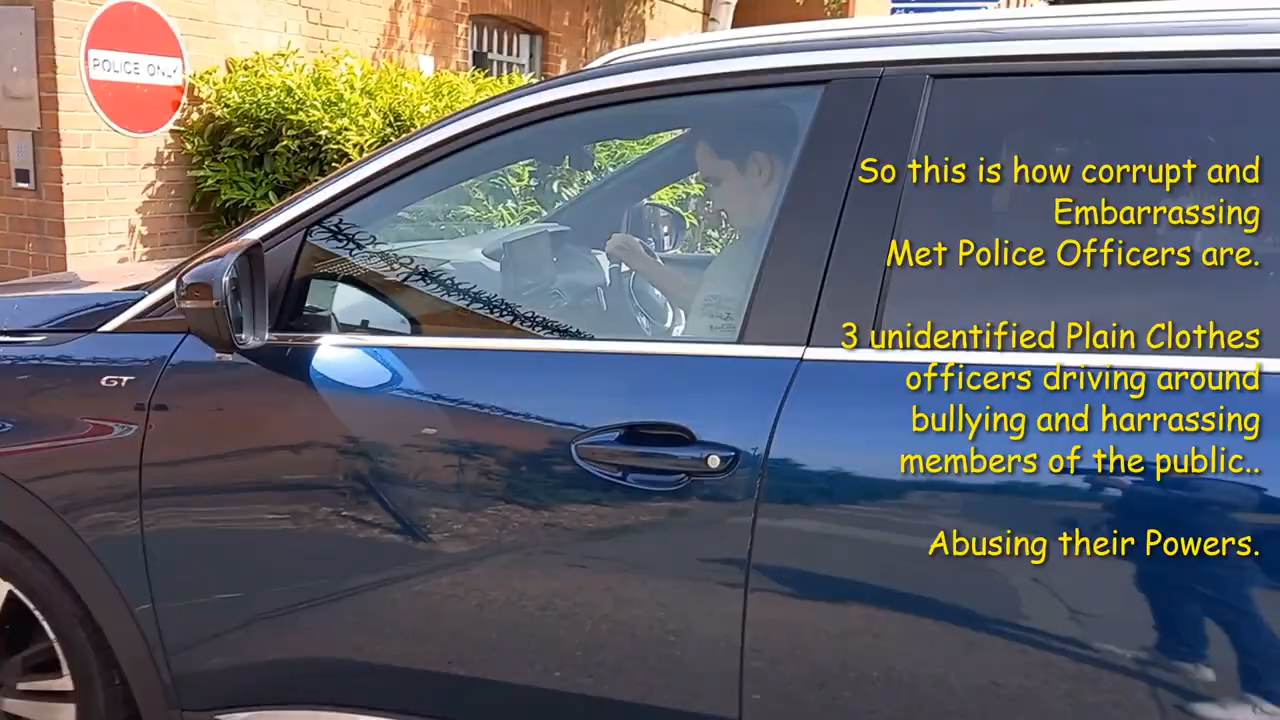 POLICE ONLY
So this is how corrupt and
Embarrassing
Met Police Officers are.
3 unidentified Plain Clothes
officers driving around
bullying and harrassing
members of the public..
Abusing their Powers.
GT